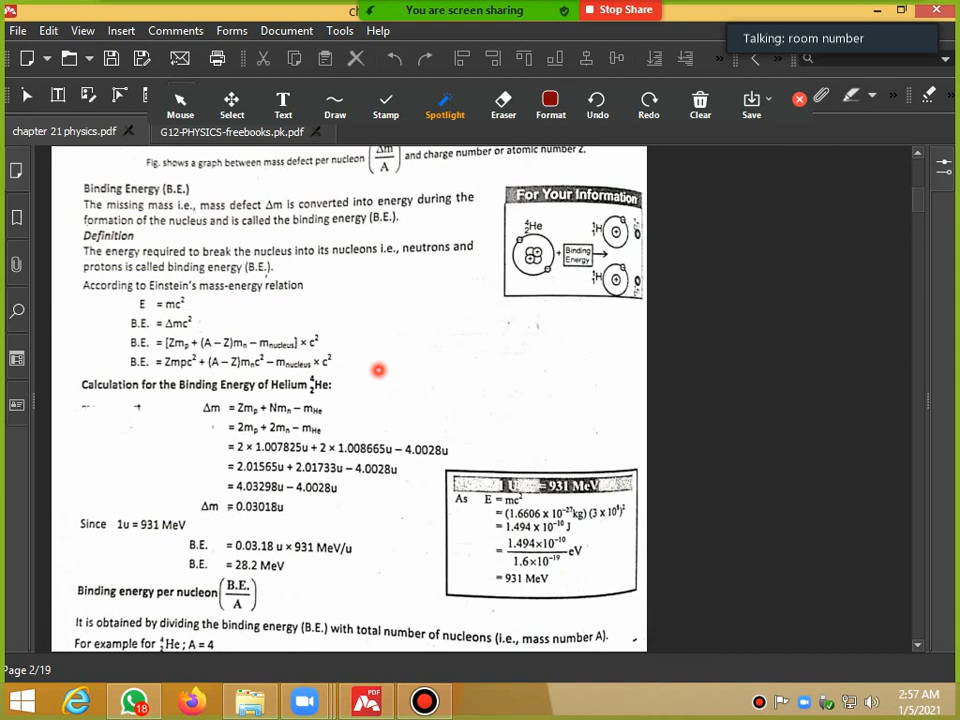 You are screen sharing
Stop Share
Talking: room number
File Edit View Insert Comments Forms Document Tools Help
Mouse Select Text Draw Stamp Spotlight Eraser Format Undo Redo Clear Save
chapter 21 physics.pdf
G12-PHYSICS-freebooks.pk.pdf
Fig. shows a graph between mass defect per nucleon (Δm/A) and charge number or atomic number Z.
Binding Energy (B.E.)
The missing mass i.e., mass defect Δm is converted into energy during the
formation of the nucleus and is called the binding energy (B.E.).
Definition
The energy required to break the nucleus into its nucleons i.e., neutrons and
protons is called binding energy (B.E.).
According to Einstein's mass-energy relation
E = mc²
B.E. = Δmc²
B.E. = [Zmₚ + (A – Z)mₙ – m_nucleus] × c²
B.E. = Zmpc² + (A – Z)mₙc² – m_nucleus × c²
For Your Information
⁴₂He
+ Binding Energy
¹₁H
¹₁H
Calculation for the Binding Energy of Helium ⁴₂He:
Δm = Zmₚ + Nmₙ – m_He
= 2mₚ + 2mₙ – m_He
= 2 × 1.007825u + 2 × 1.008665u – 4.0028u
= 2.01565u + 2.01733u – 4.0028u
= 4.03298u – 4.0028u
Δm = 0.03018u
Since 1u = 931 MeV
B.E. = 0.03.18 u × 931 MeV/u
B.E. = 28.2 MeV
1 u = 931 MeV
As E = mc²
= (1.6606 x 10⁻²⁷kg) (3 x 10⁸)²
= 1.494 x 10⁻¹⁰ J
= 1.494×10⁻¹⁰ / 1.6×10⁻¹⁹ eV
= 931 MeV
Binding energy per nucleon (B.E./A)
It is obtained by dividing the binding energy (B.E.) with total number of nucleons (i.e., mass number A).
For example for ⁴₂He ; A = 4
Page 2/19
18
PDF
2:57 AM
1/5/2021